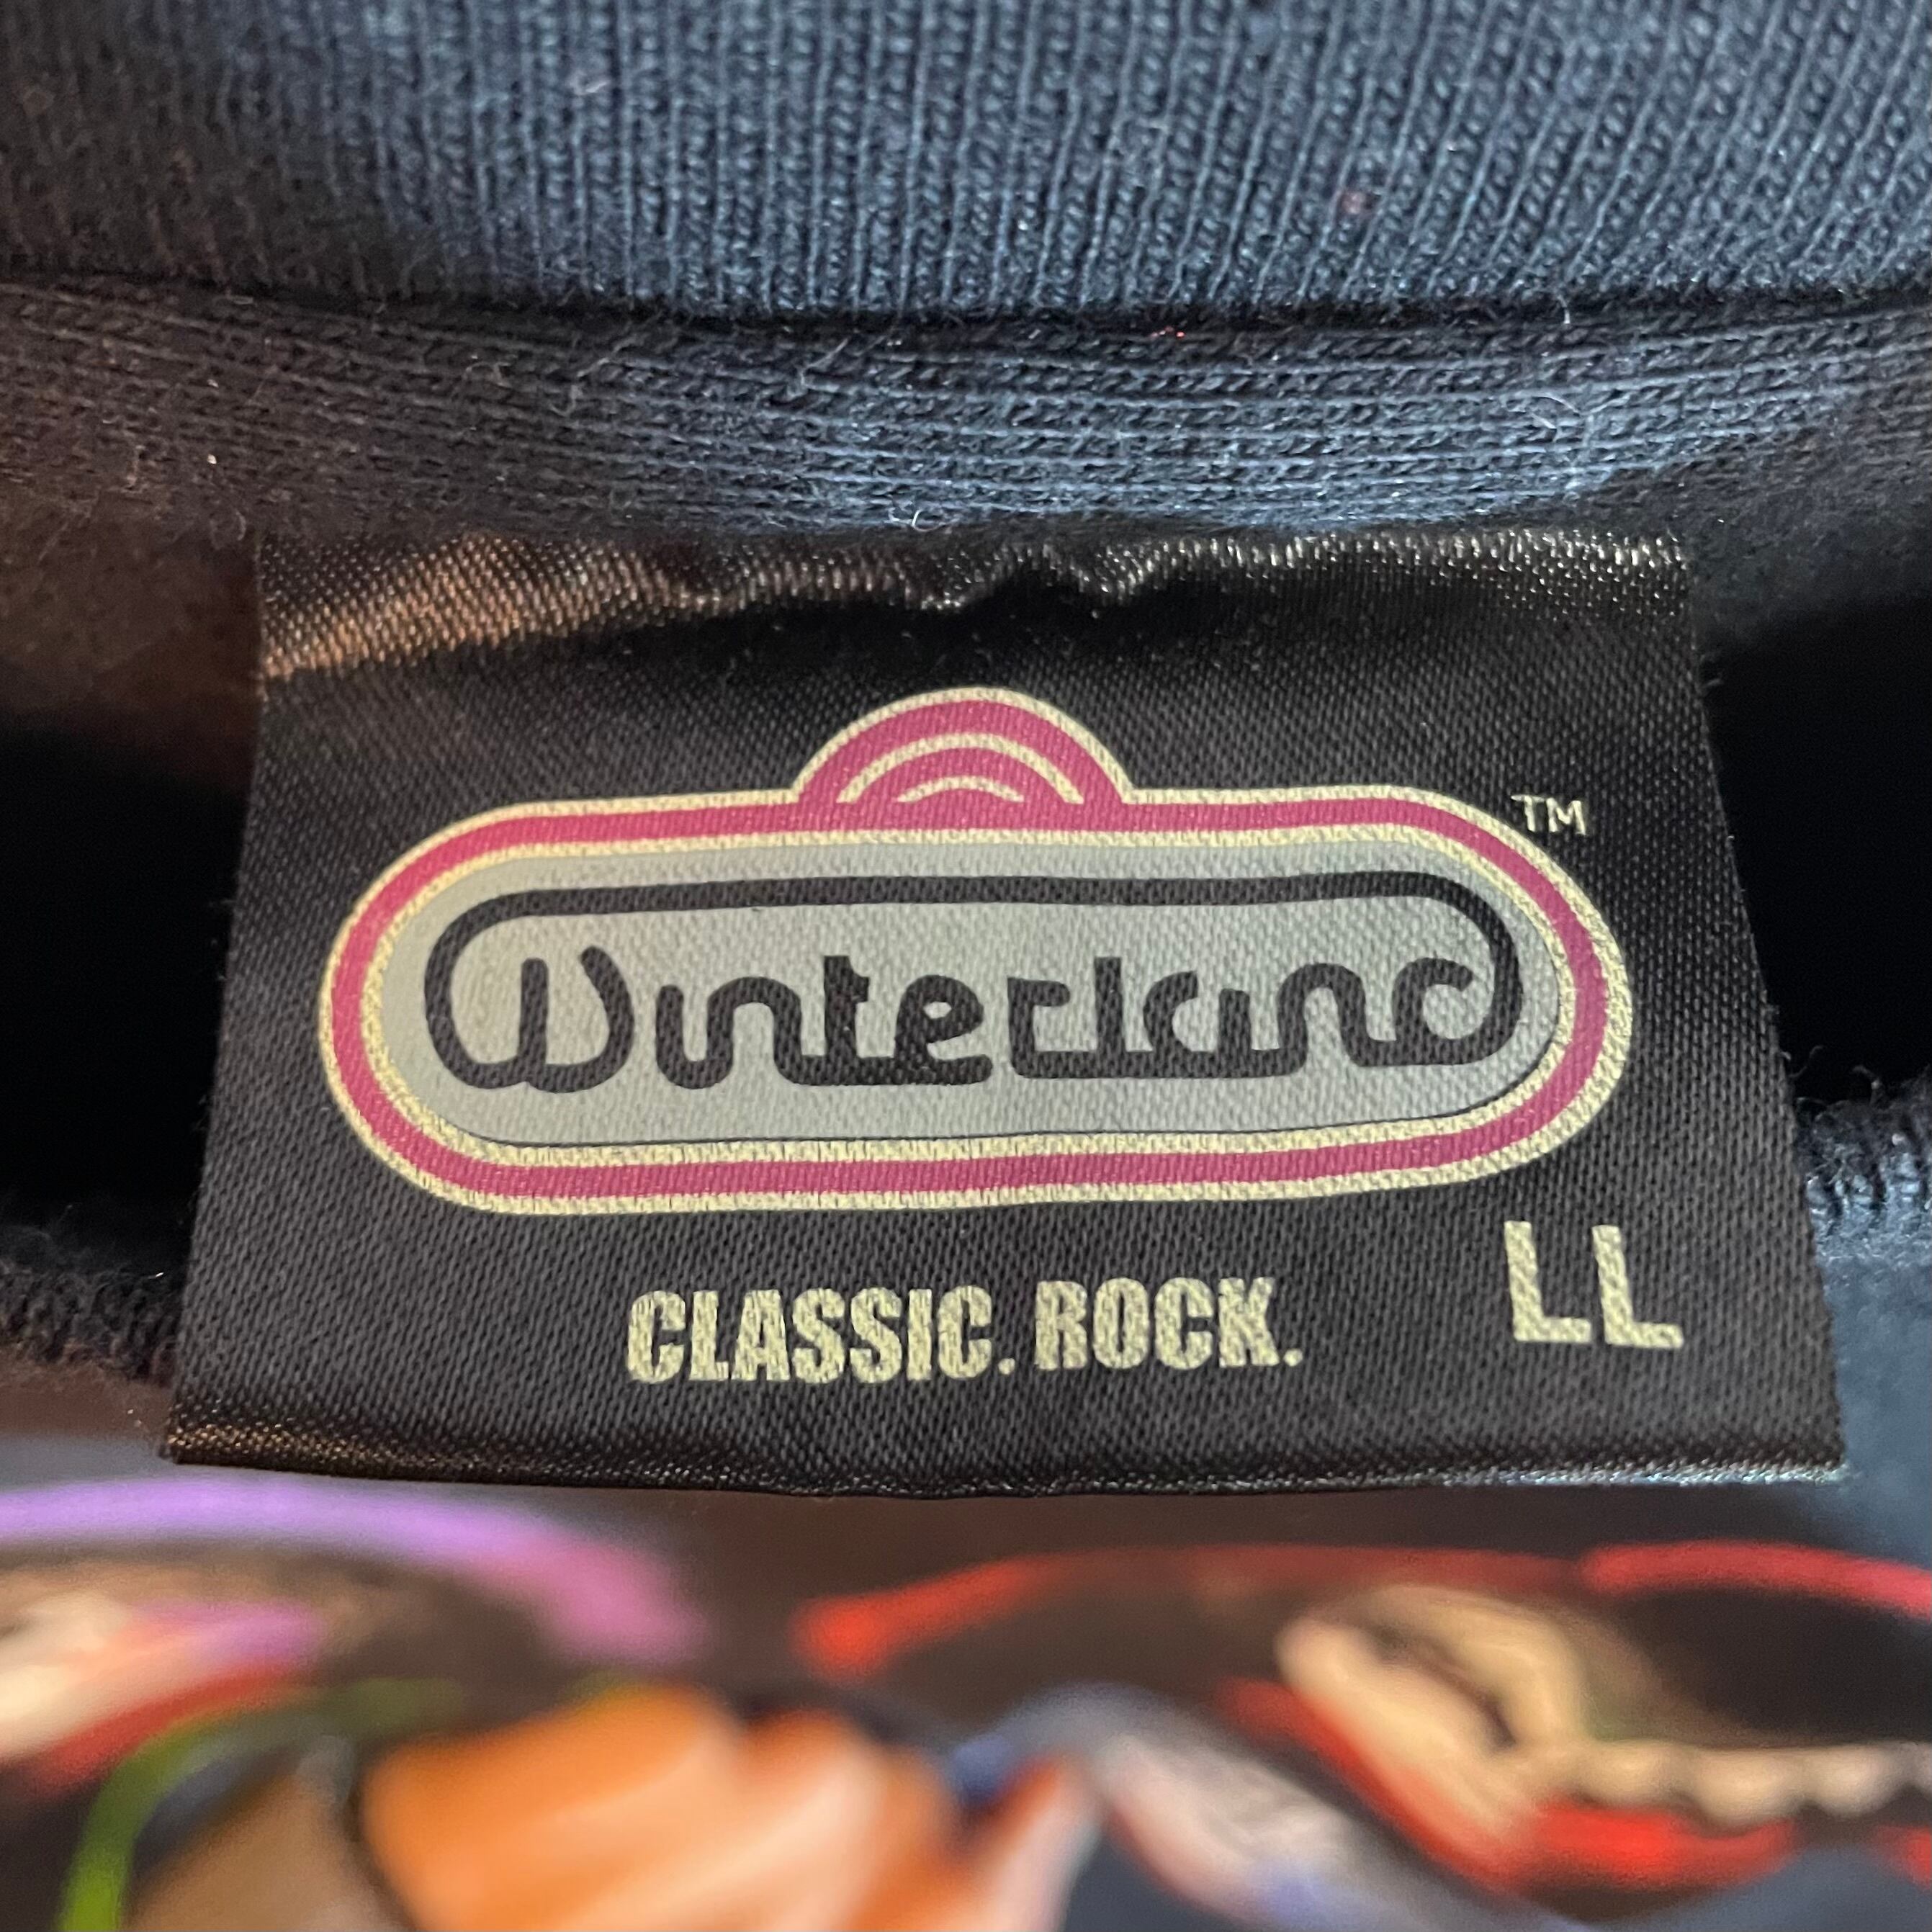 TM
Winterland
CLASSIC. ROCK.
LL